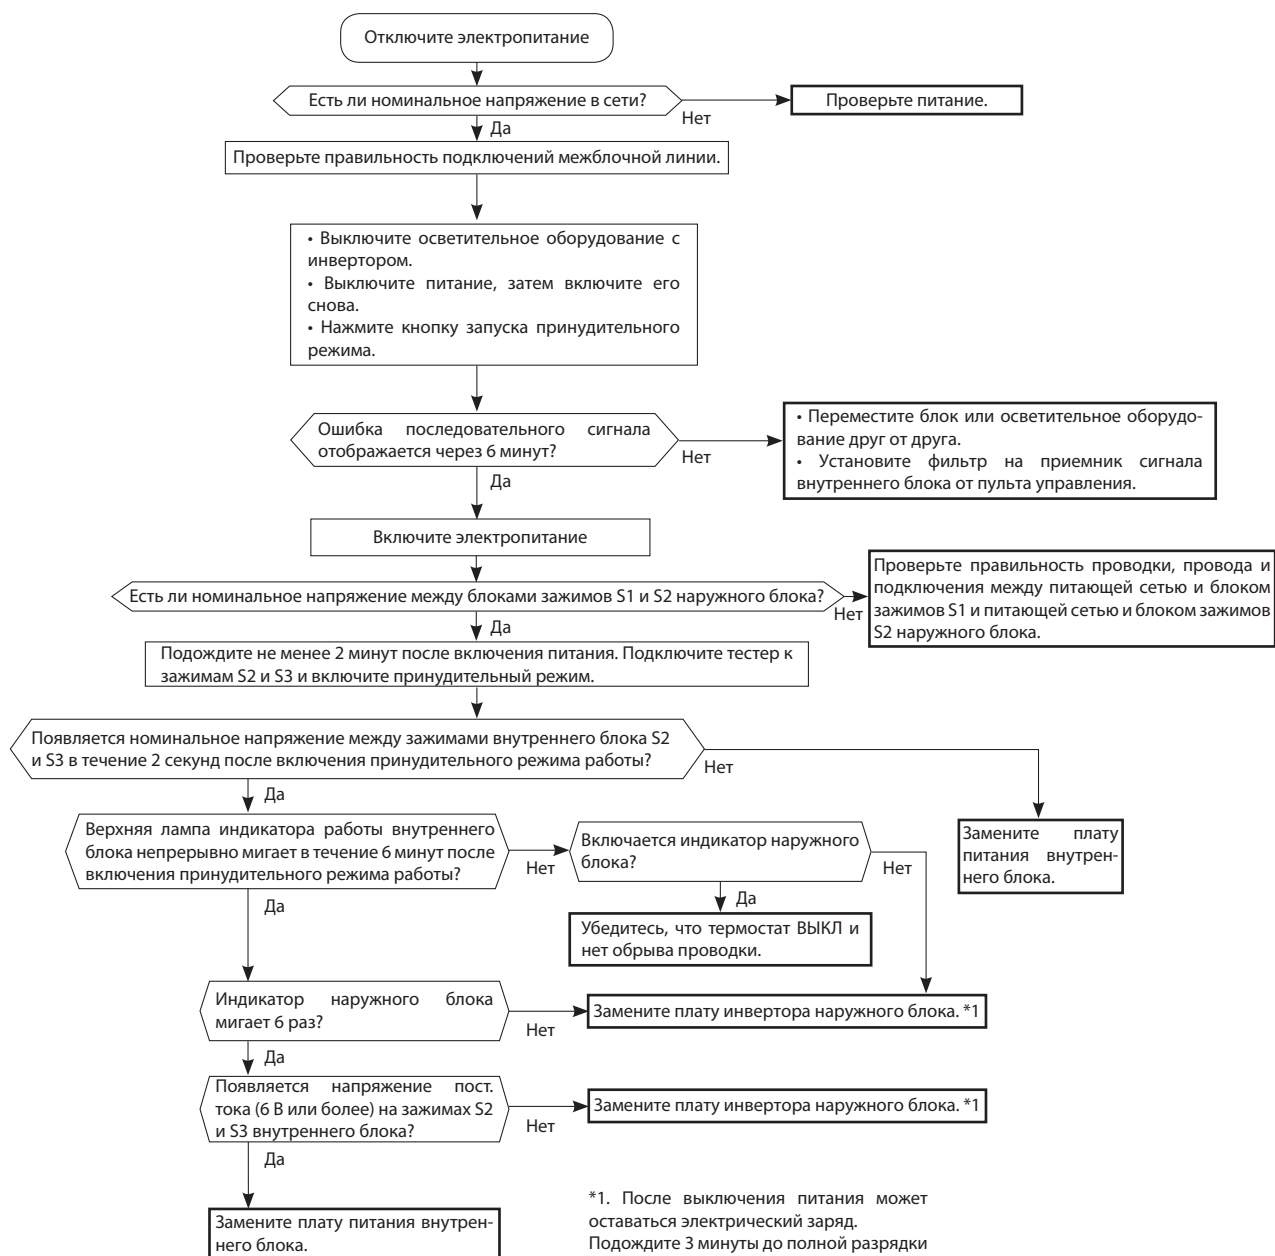 Отключите электропитание
Есть ли номинальное напряжение в сети?
Нет
Проверьте питание.
Да
Проверьте правильность подключений межблочной линии.
• Выключите осветительное оборудование с
инвертором.
• Выключите питание, затем включите его
снова.
• Нажмите кнопку запуска принудительного
режима.
Ошибка последовательного сигнала
отображается через 6 минут?
Нет
• Переместите блок или осветительное оборудо-
вание друг от друга.
• Установите фильтр на приемник сигнала
внутреннего блока от пульта управления.
Да
Включите электропитание
Есть ли номинальное напряжение между блоками зажимов S1 и S2 наружного блока?
Нет
Проверьте правильность проводки, провода и
подключения между питающей сетью и блоком
зажимов S1 и питающей сетью и блоком зажимов
S2 наружного блока.
Да
Подождите не менее 2 минут после включения питания. Подключите тестер к
зажимам S2 и S3 и включите принудительный режим.
Появляется номинальное напряжение между зажимами внутреннего блока S2
и S3 в течение 2 секунд после включения принудительного режима работы?
Нет
Замените плату
питания внутрен-
него блока.
Да
Верхняя лампа индикатора работы внутреннего
блока непрерывно мигает в течение 6 минут после
включения принудительного режима работы?
Нет
Включается индикатор наружного
блока?
Нет
Да
Убедитесь, что термостат ВЫКЛ и
нет обрыва проводки.
Да
Индикатор наружного блока
мигает 6 раз?
Нет
Замените плату инвертора наружного блока. *1
Да
Появляется напряжение пост.
тока (6 В или более) на зажимах S2
и S3 внутреннего блока?
Нет
Замените плату инвертора наружного блока. *1
Да
Замените плату питания внутрен-
него блока.
*1. После выключения питания может
оставаться электрический заряд.
Подождите 3 минуты до полной разрядки